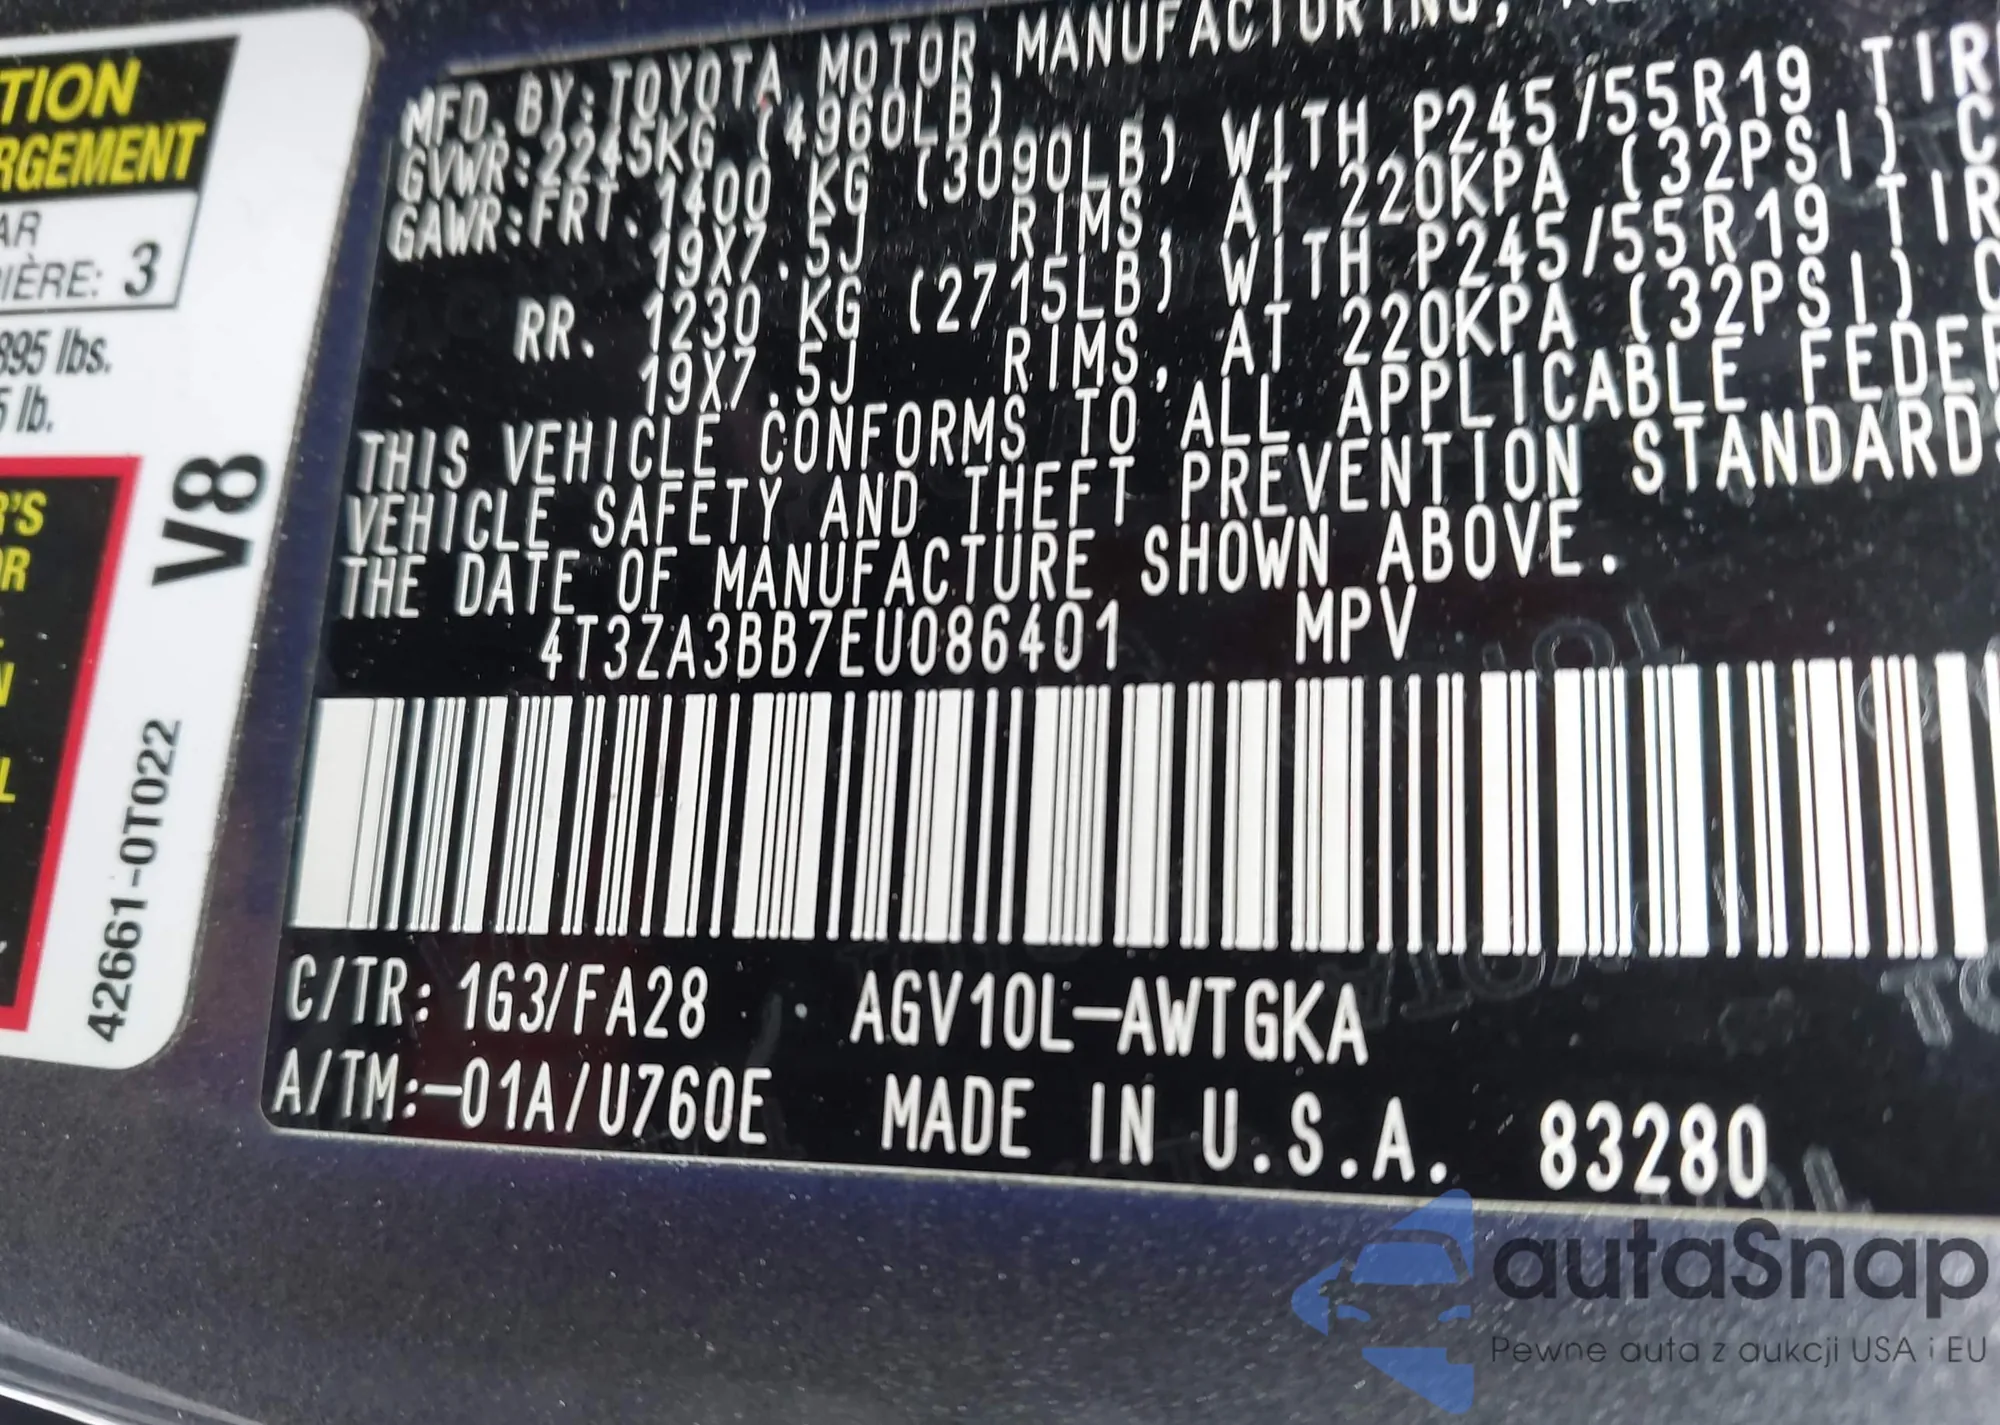 TION
RGEMENT
AR
IÈRE: 3
895 lbs.
5 lb.
R'S
OR
N
L
V8
42661-0T022
MFD. BY: TOYOTA MOTOR MANUFACTURING,
GVWR:2245KG (4960LB)
GAWR:FRT. 1400 KG (3090LB) WITH P245/55R19 TIR
19X7.5J RIMS, AT 220KPA (32PSI) C
RR. 1230 KG (2715LB) WITH P245/55R19 TIR
19X7.5J RIMS, AT 220KPA (32PSI) C
THIS VEHICLE CONFORMS TO ALL APPLICABLE FEDER
VEHICLE SAFETY AND THEFT PREVENTION STANDARDS
THE DATE OF MANUFACTURE SHOWN ABOVE.
4T3ZA3BB7EU086401 MPV
C/TR: 1G3/FA28 AGV10L-AWTGKA
A/TM:-01A/U760E MADE IN U.S.A. 83280
autaSnap
Pewne auta z aukcji USA i EU